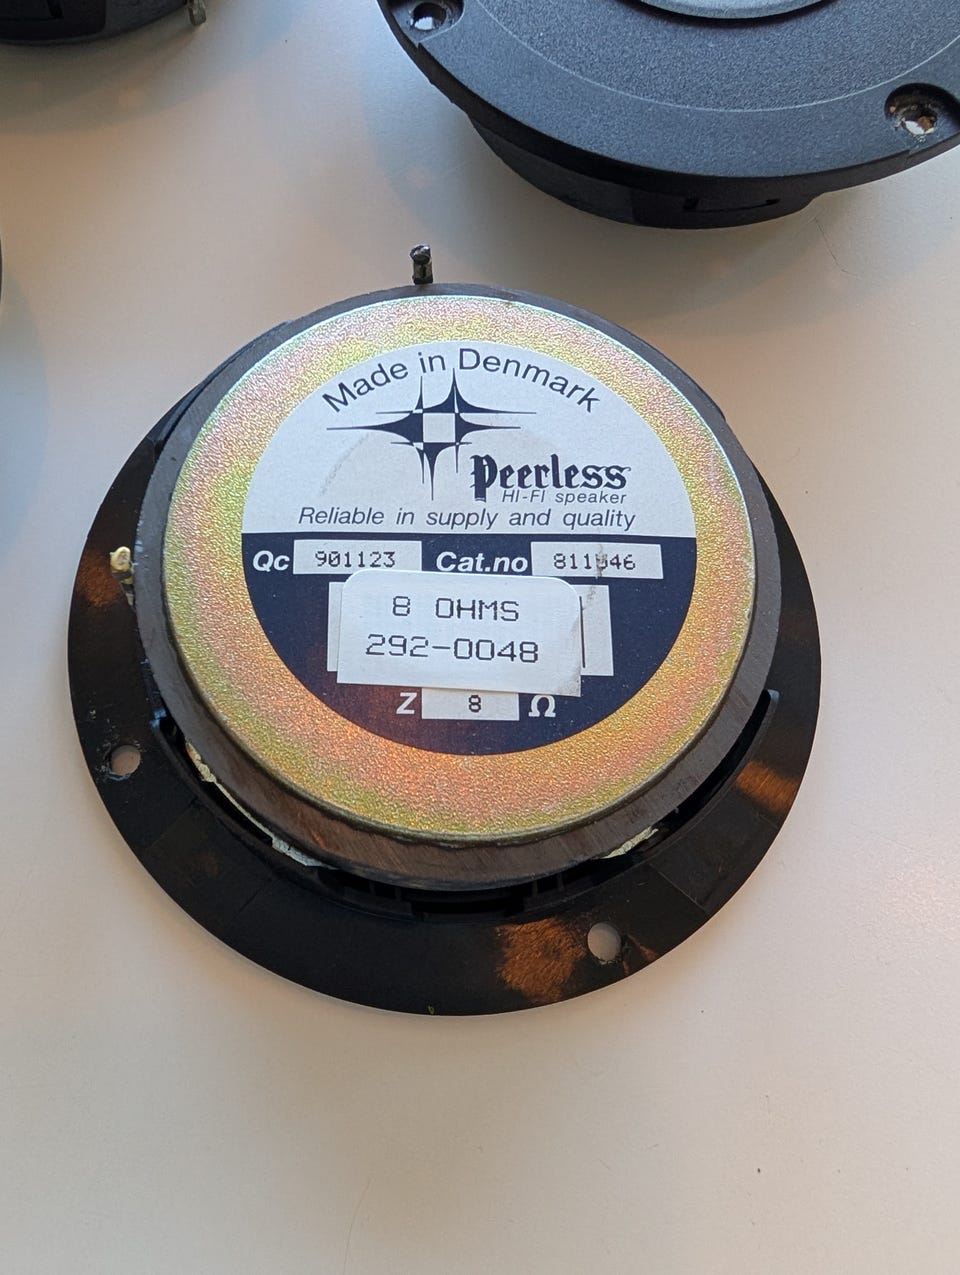 Made in Denmark
Peerless
HI-FI speaker
Reliable in supply and quality
Qc 901123 Cat.no
8 OHMS
292-0048
Z 8 Ω